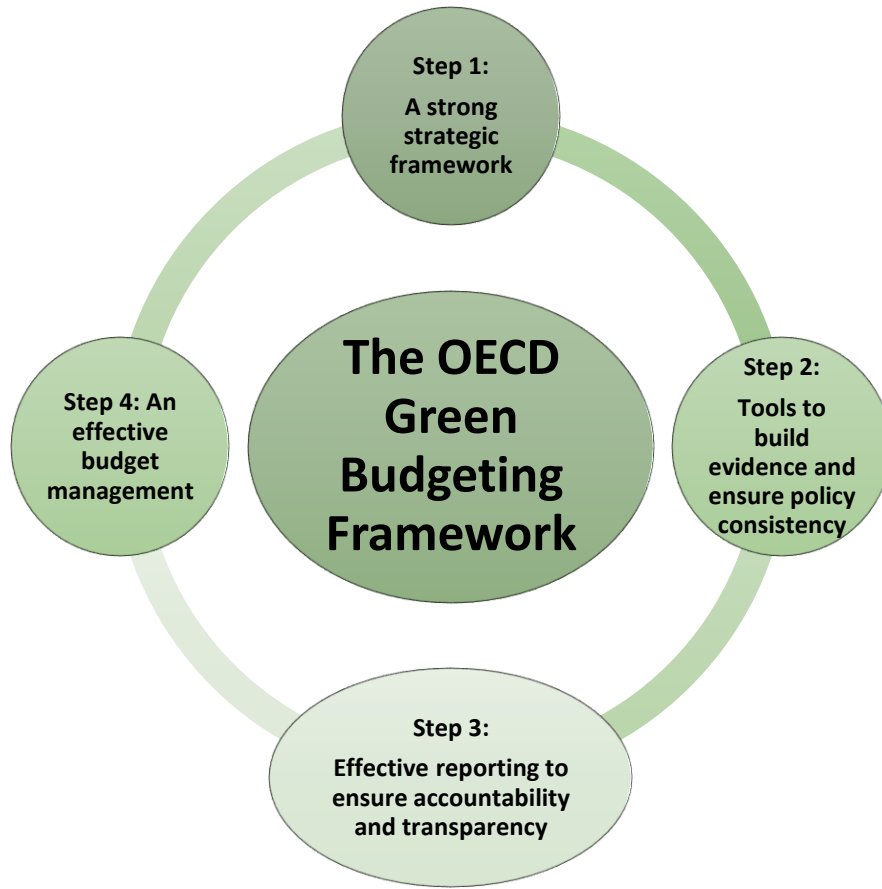 Step 1:
A strong
strategic
framework
The OECD
Green
Budgeting
Framework
Step 2:
Tools to
build
evidence and
ensure policy
consistency
Step 3:
Effective reporting to
ensure accountability
and transparency
Step 4: An
effective
budget
management